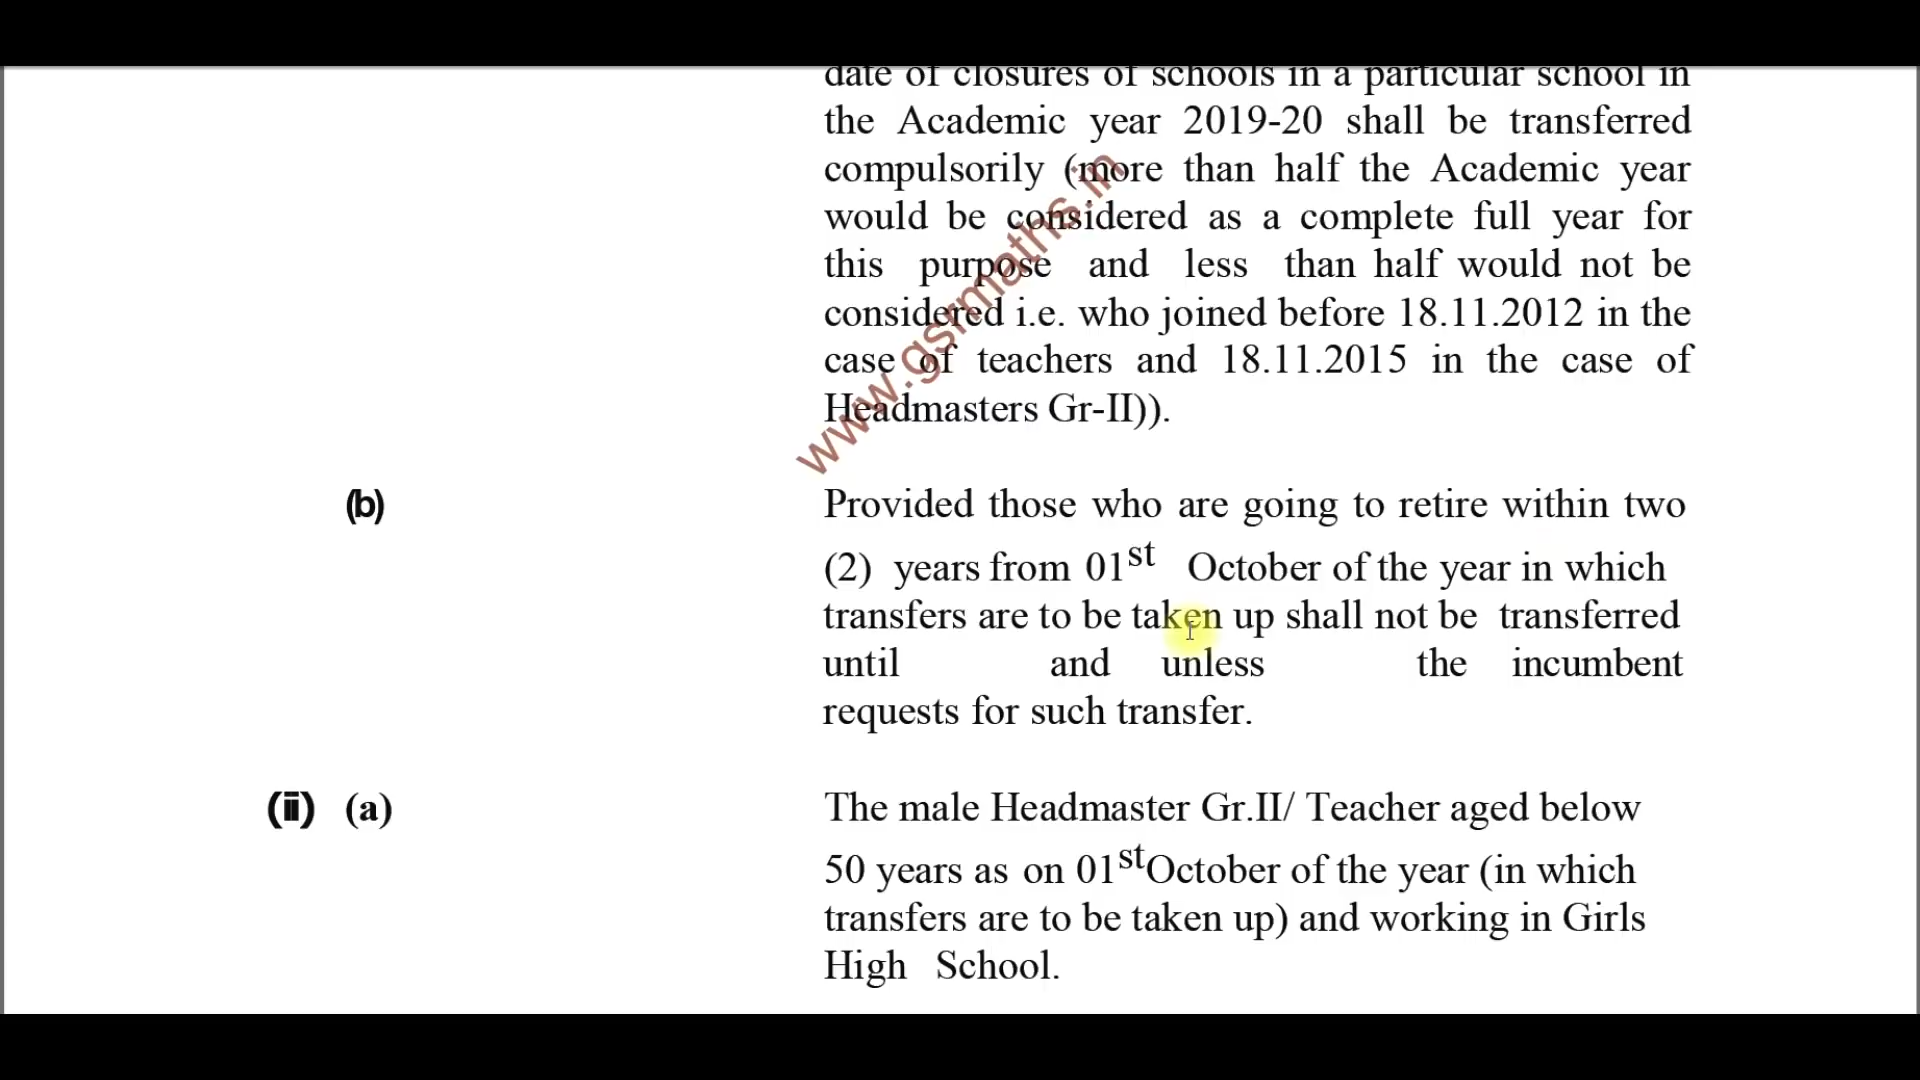 date of closures of schools in a particular school in
the Academic year 2019-20 shall be transferred
compulsorily (more than half the Academic year
would be considered as a complete full year for
this purpose and less than half would not be
considered i.e. who joined before 18.11.2012 in the
case of teachers and 18.11.2015 in the case of
Headmasters Gr-II)).
www.gsrmaths.in
(b) Provided those who are going to retire within two
(2) years from 01st October of the year in which
transfers are to be taken up shall not be transferred
until and unless the incumbent
requests for such transfer.
(ii) (a) The male Headmaster Gr.II/ Teacher aged below
50 years as on 01stOctober of the year (in which
transfers are to be taken up) and working in Girls
High School.